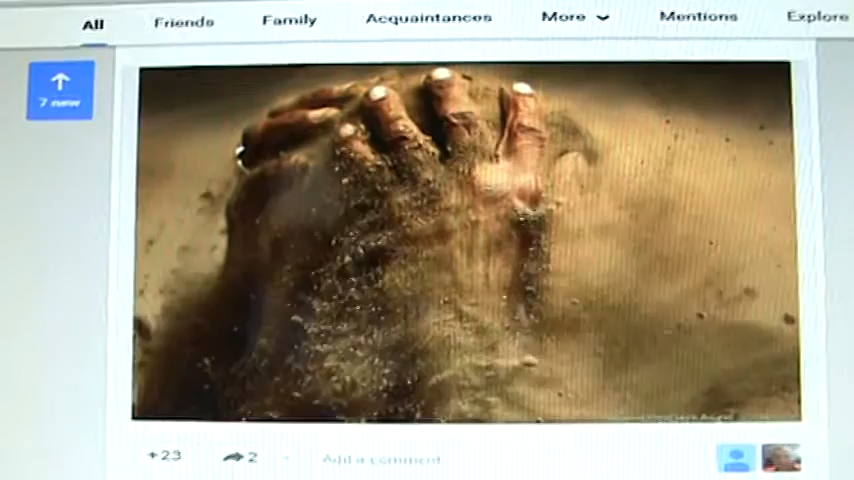 All Friends Family Acquaintances More Mentions Explore
7 new
+23 2 Add a comment